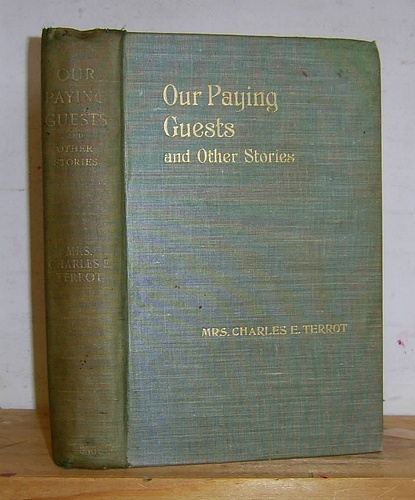 OUR
PAYING
GUESTS
AND
OTHER
STORIES
MRS.
CHARLES E.
TERROT
Our Paying
Guests
and Other Stories
MRS. CHARLES E. TERROT